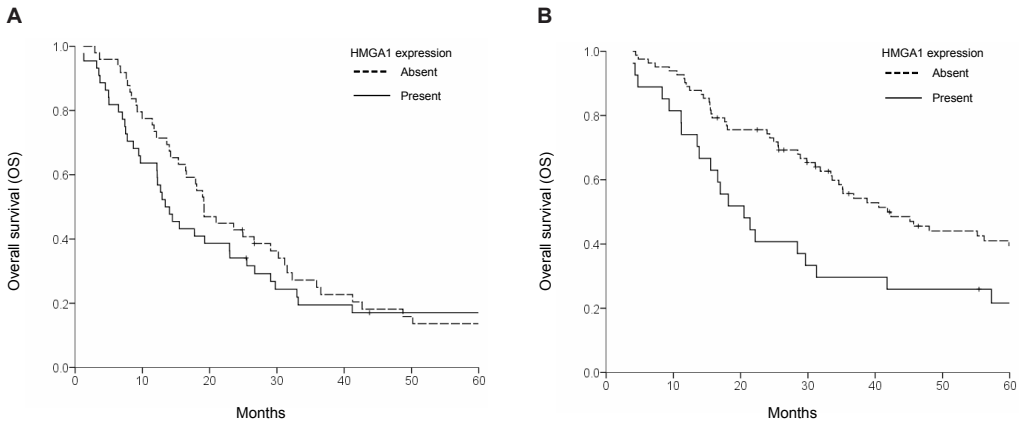 A
HMGA1 expression
Absent
Present
Overall survival (OS)
1.0
0.8
0.6
0.4
0.2
0.0
0 10 20 30 40 50 60
Months
B
HMGA1 expression
Absent
Present
Overall survival (OS)
1.0
0.8
0.6
0.4
0.2
0.0
0 10 20 30 40 50 60
Months